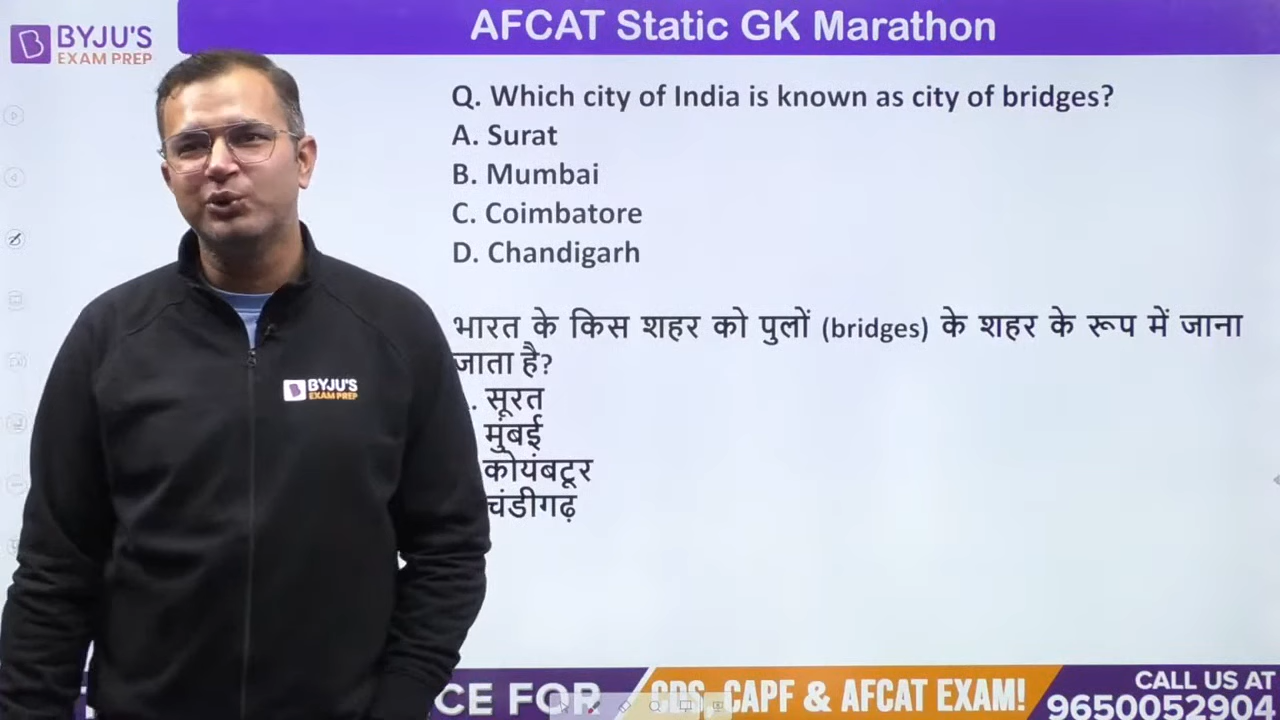 BYJU'S
EXAM PREP
AFCAT Static GK Marathon
Q. Which city of India is known as city of bridges?
A. Surat
B. Mumbai
C. Coimbatore
D. Chandigarh
भारत के किस शहर को पुलों (bridges) के शहर के रूप में जाना
जाता है?
. सूरत
मुंबई
कोयंबटूर
चंडीगढ़
BYJU'S
EXAM PREP
CE FOR
CDS, CAPF & AFCAT EXAM!
CALL US AT
9650052904